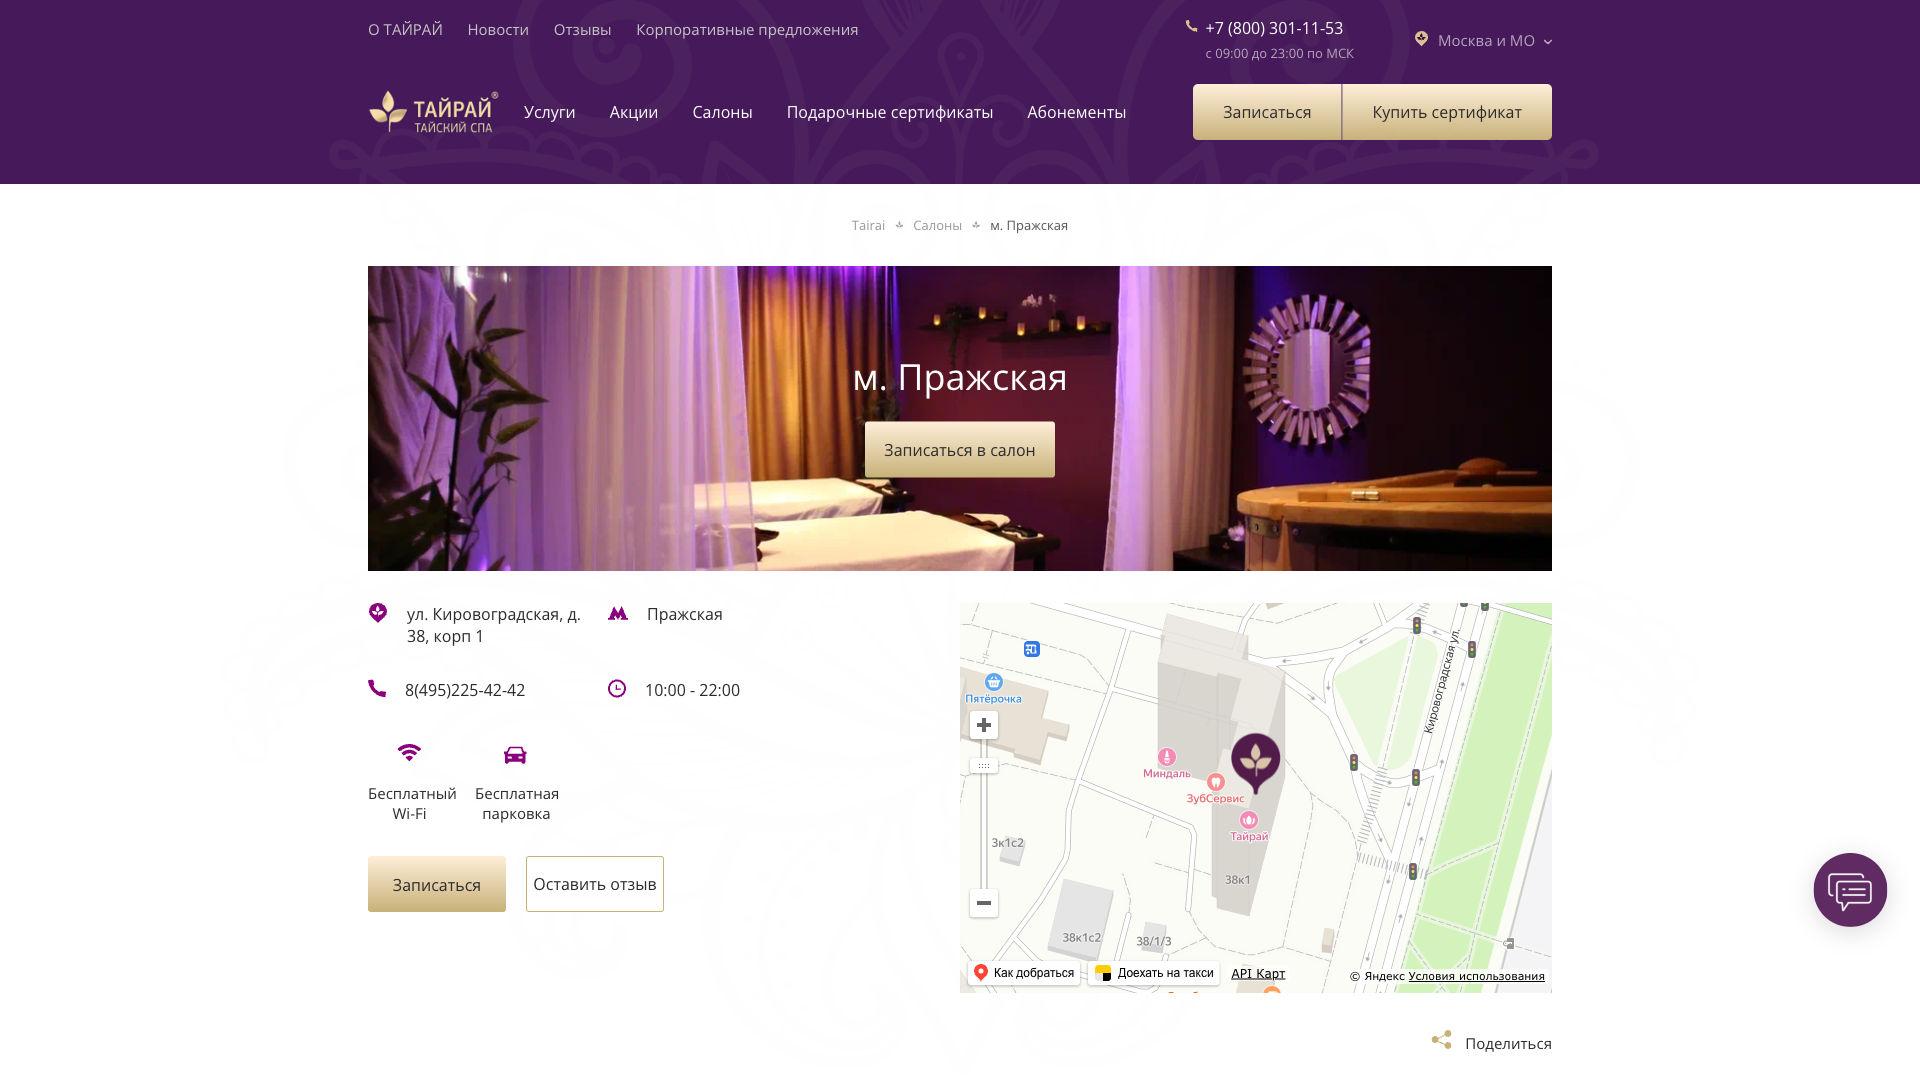 О ТАЙРАЙ
Новости
Отзывы
Корпоративные предложения
+7 (800) 301-11-53
с 09:00 до 23:00 по МСК
Москва и МО
ТАЙРАЙ®
ТАЙСКИЙ СПА
Услуги
Акции
Салоны
Подарочные сертификаты
Абонементы
Записаться
Купить сертификат
Tairai
Салоны
м. Пражская
м. Пражская
Записаться в салон
ул. Кировоградская, д.
38, корп 1
Пражская
8(495)225-42-42
10:00 - 22:00
Бесплатный
Wi-Fi
Бесплатная
парковка
Записаться
Оставить отзыв
Кировоградская ул.
Пятёрочка
Миндаль
ЗубСервис
Тайрай
3к1с2
38к1
38к1с2
38/1/3
Как добраться
Доехать на такси
API Карт
© Яндекс Условия использования
Поделиться